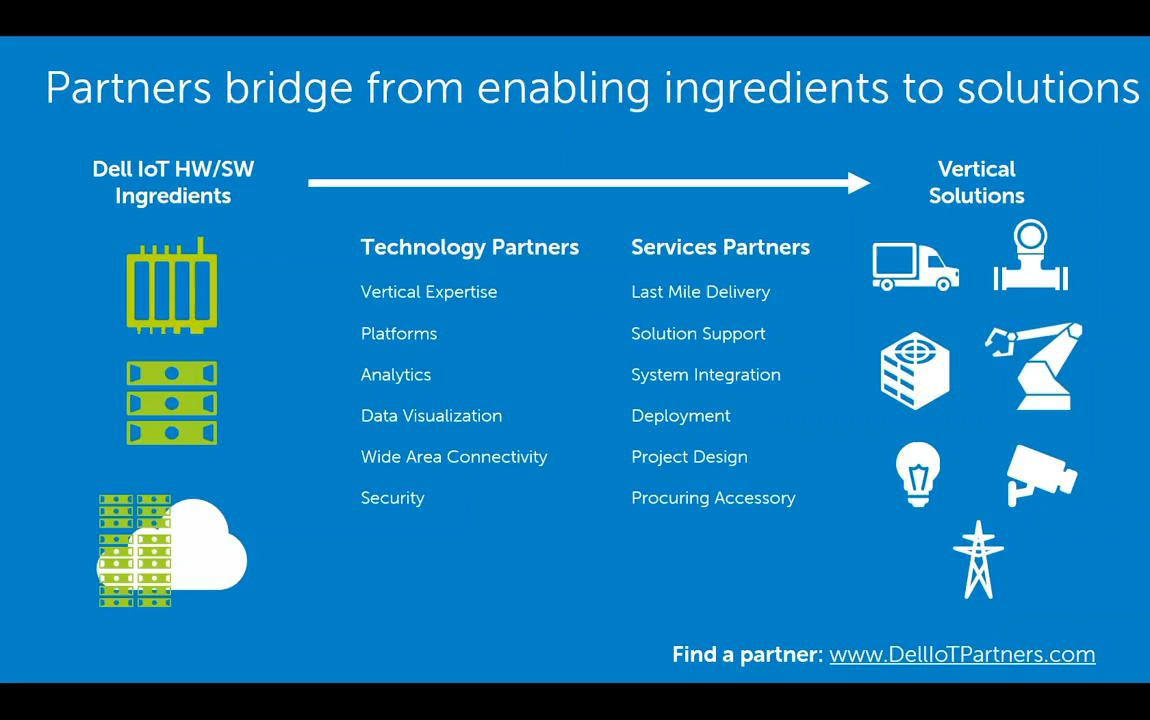 Partners bridge from enabling ingredients to solutions
Dell IoT HW/SW
Ingredients
Vertical
Solutions
Technology Partners
Vertical Expertise
Platforms
Analytics
Data Visualization
Wide Area Connectivity
Security
Services Partners
Last Mile Delivery
Solution Support
System Integration
Deployment
Project Design
Procuring Accessory
Find a partner: www.DellIoTPartners.com